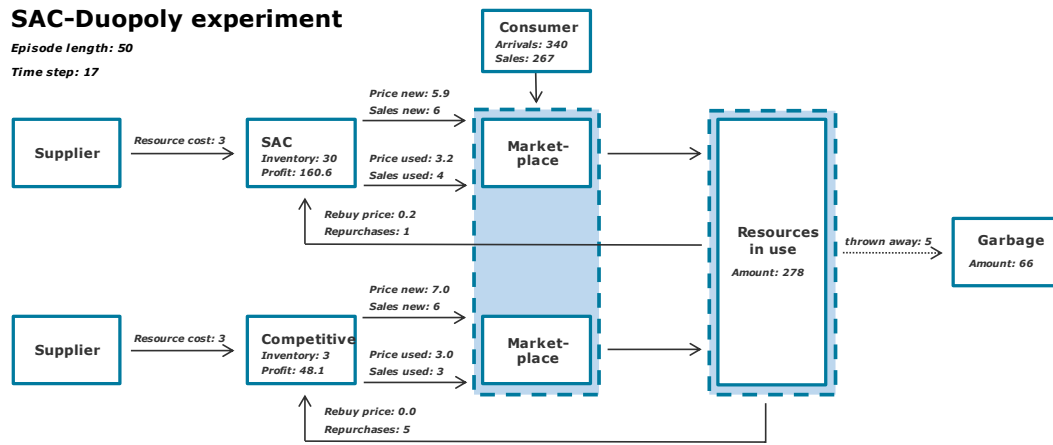 SAC-Duopoly experiment
Episode length: 50
Time step: 17
Consumer
Arrivals: 340
Sales: 267
Supplier
Resource cost: 3
SAC
Inventory: 30
Profit: 160.6
Price new: 5.9
Sales new: 6
Price used: 3.2
Sales used: 4
Market-
place
Rebuy price: 0.2
Repurchases: 1
Resources
in use
Amount: 278
thrown away: 5
Garbage
Amount: 66
Supplier
Resource cost: 3
Competitive
Inventory: 3
Profit: 48.1
Price new: 7.0
Sales new: 6
Price used: 3.0
Sales used: 3
Market-
place
Rebuy price: 0.0
Repurchases: 5